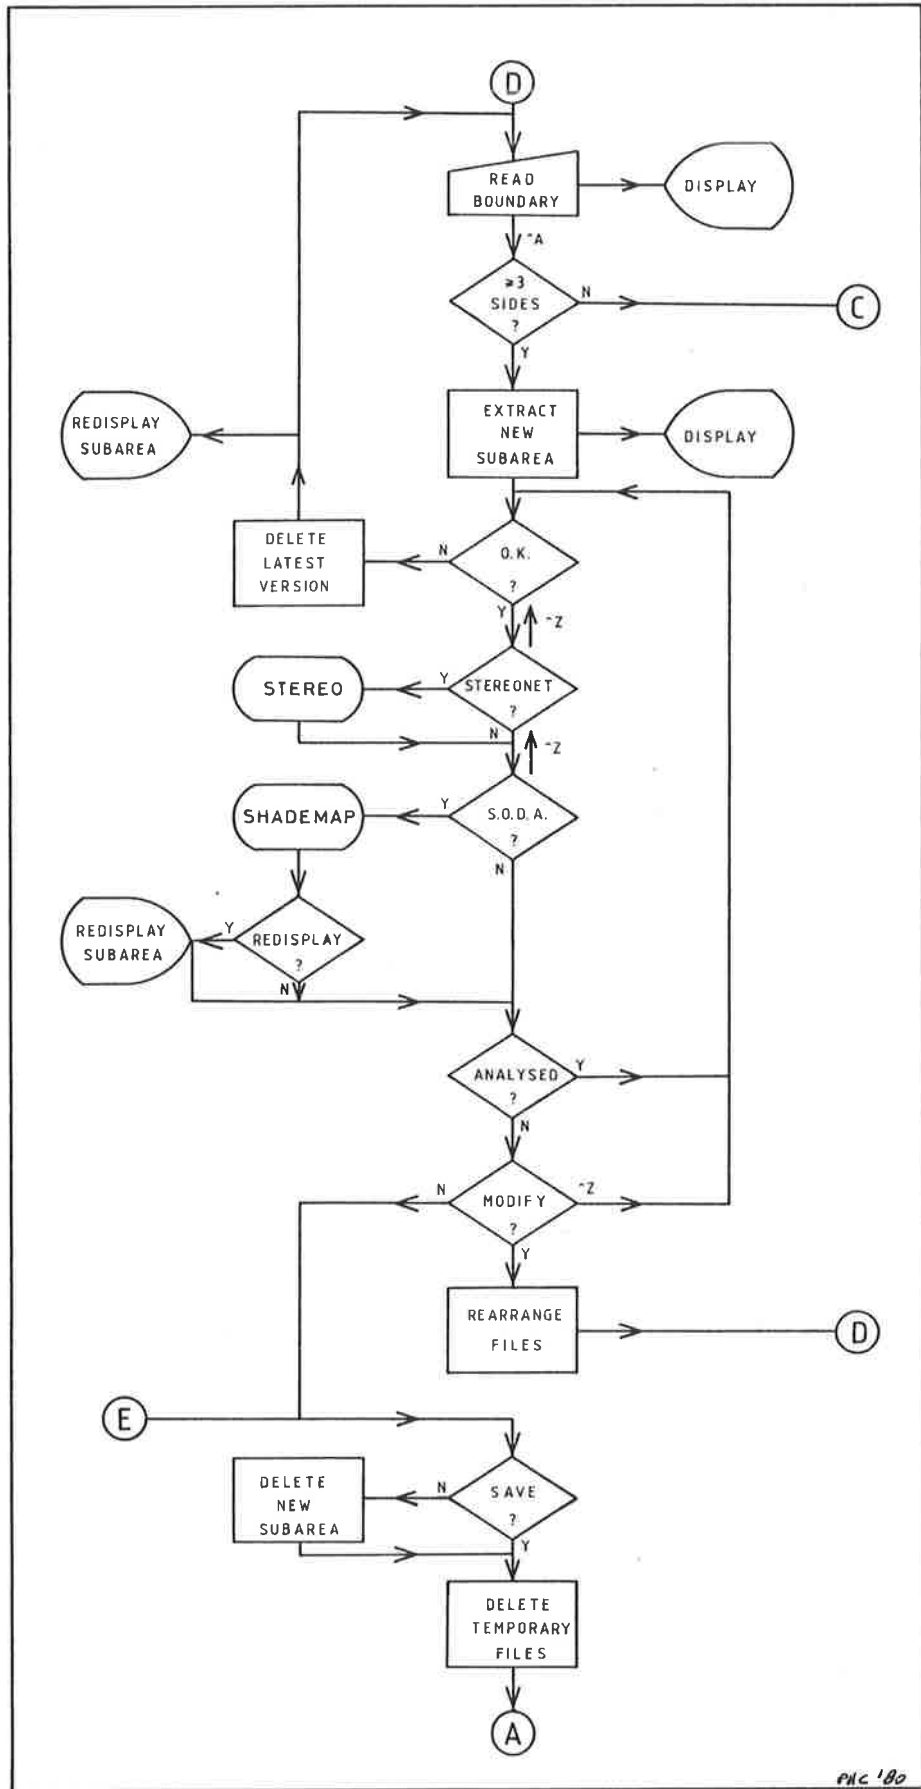 D
READ
BOUNDARY
DISPLAY
^A
≥3
SIDES
?
N
C
Y
REDISPLAY
SUBAREA
EXTRACT
NEW
SUBAREA
DISPLAY
DELETE
LATEST
VERSION
N
O.K.
?
Y
^Z
STEREO
Y
STEREONET
?
N
^Z
SHADEMAP
Y
S.O.D.A.
?
N
REDISPLAY
SUBAREA
Y
REDISPLAY
?
N
ANALYSED
?
Y
N
N
MODIFY
?
^Z
Y
REARRANGE
FILES
D
E
DELETE
NEW
SUBAREA
N
SAVE
?
Y
DELETE
TEMPORARY
FILES
A
PHC '80